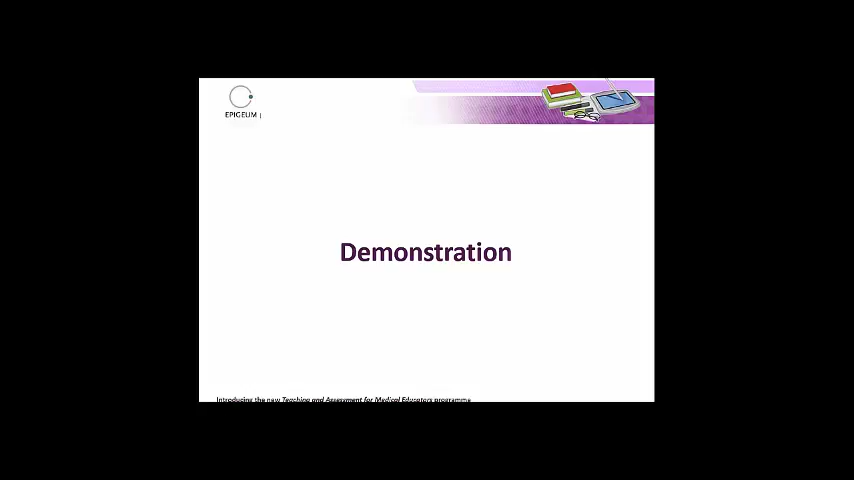 EPIGEUM |
Demonstration
Introducing the new Teaching and Assessment for Medical Educators programme